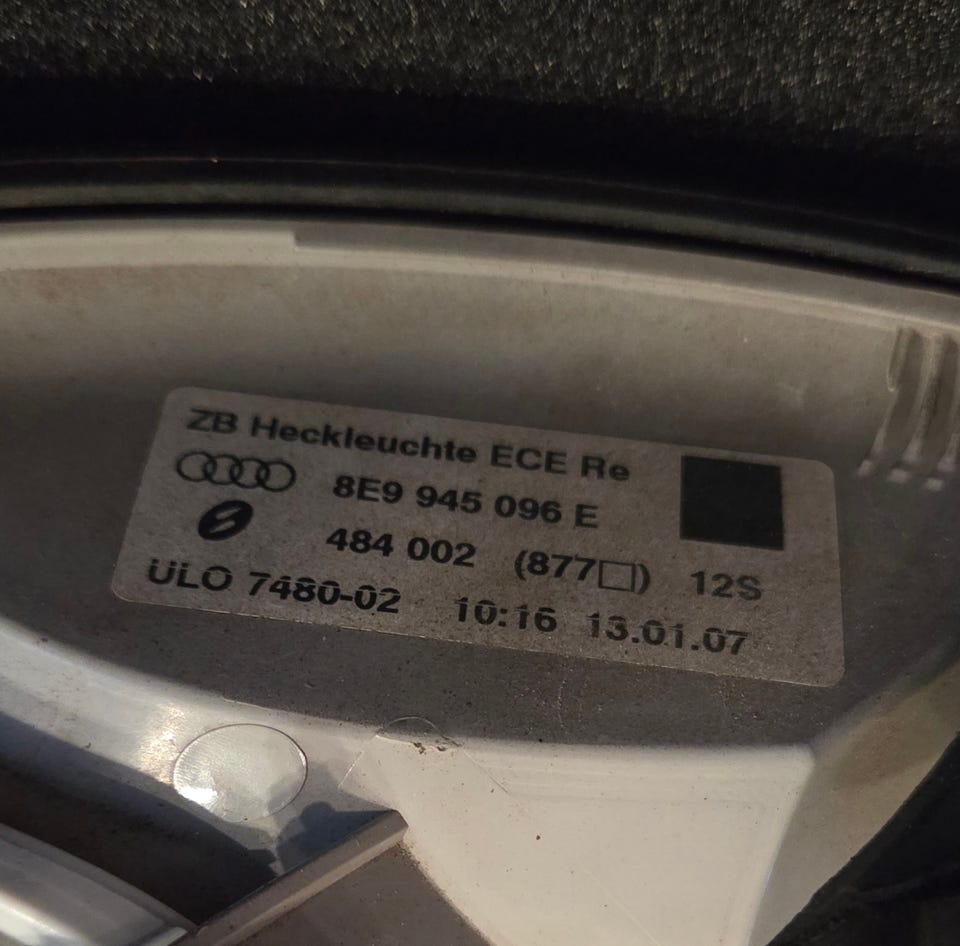 ZB Heckleuchte ECE Re
8E9 945 096 E
484 002 (877□) 12S
ULO 7480-02 10:16 13.01.07